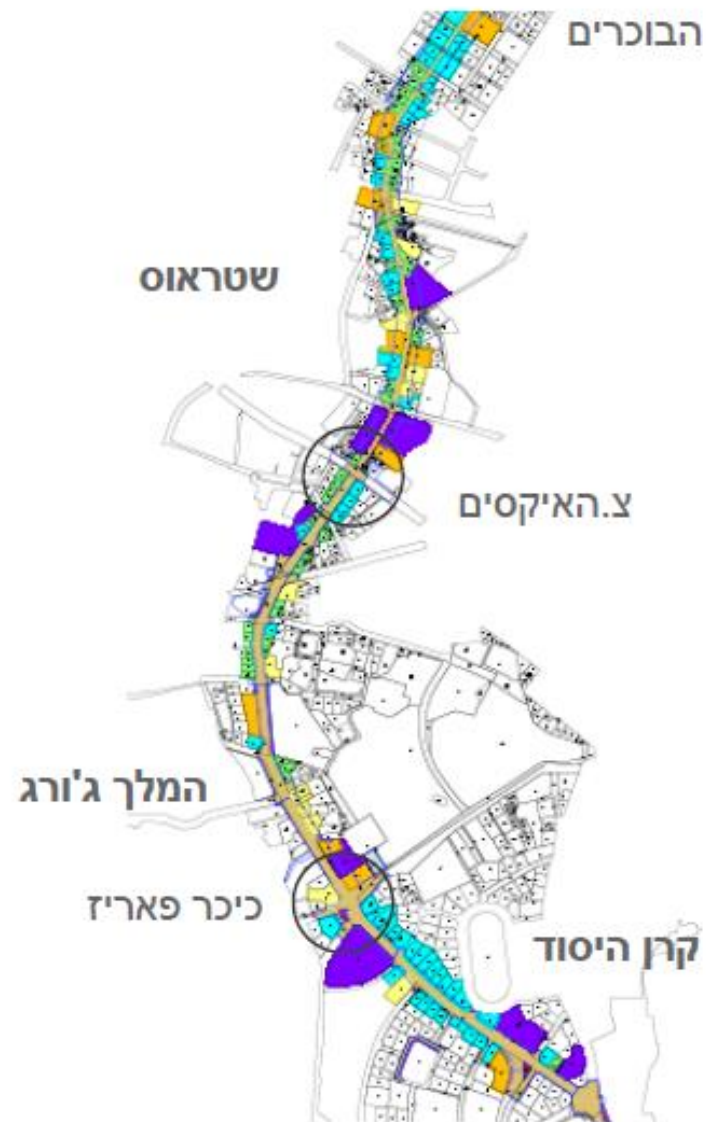 הבוכרים
שטראוס
צ.האיקסים
המלך ג'ורג
כיכר פאריז
קרן היסוד